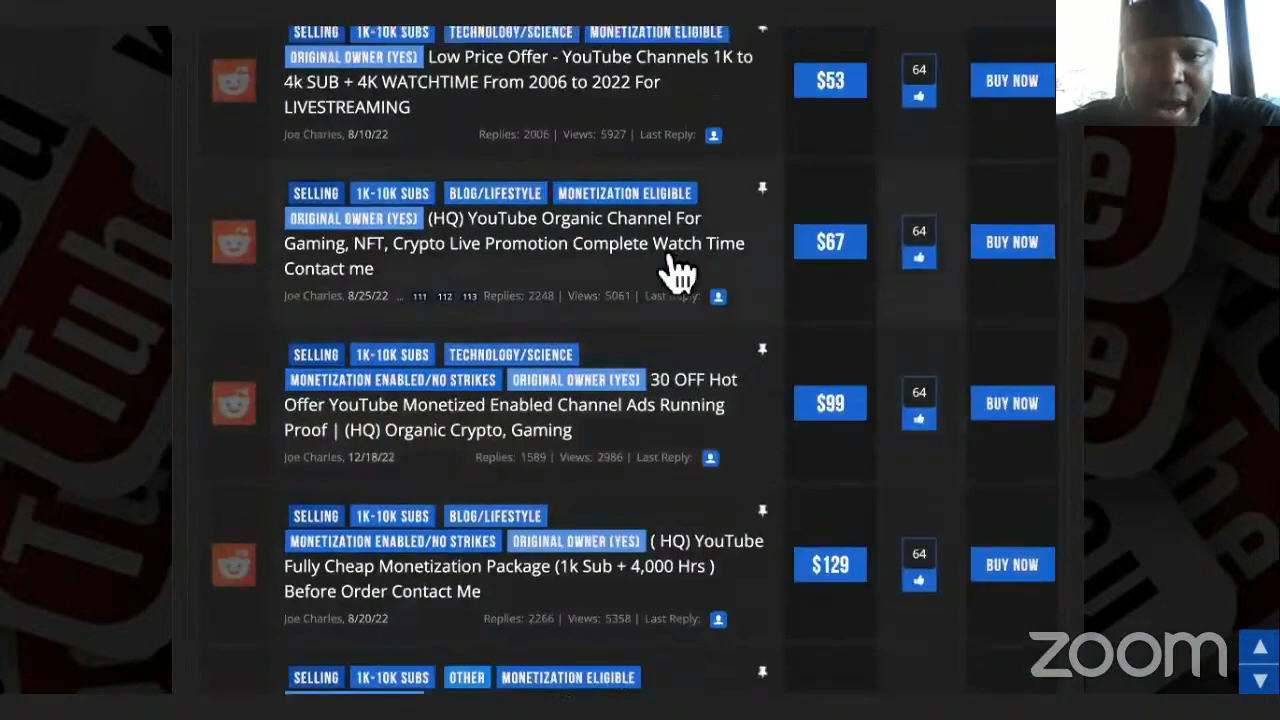 SELLING 1K-10K SUBS TECHNOLOGY/SCIENCE MONETIZATION ELIGIBLE
ORIGINAL OWNER (YES) Low Price Offer - YouTube Channels 1K to
4k SUB + 4K WATCHTIME From 2006 to 2022 For
LIVESTREAMING
Joe Charles, 8/10/22 Replies: 2006 | Views: 5927 | Last Reply:
$53
64
BUY NOW
SELLING 1K-10K SUBS BLOG/LIFESTYLE MONETIZATION ELIGIBLE
ORIGINAL OWNER (YES) (HQ) YouTube Organic Channel For
Gaming, NFT, Crypto Live Promotion Complete Watch Time
Contact me
Joe Charles, 8/25/22 ... 111 112 113 Replies: 2248 | Views: 5061 | Last Reply:
$67
64
BUY NOW
SELLING 1K-10K SUBS TECHNOLOGY/SCIENCE
MONETIZATION ENABLED/NO STRIKES ORIGINAL OWNER (YES) 30 OFF Hot
Offer YouTube Monetized Enabled Channel Ads Running
Proof | (HQ) Organic Crypto, Gaming
Joe Charles, 12/18/22 Replies: 1589 | Views: 2986 | Last Reply:
$99
64
BUY NOW
SELLING 1K-10K SUBS BLOG/LIFESTYLE
MONETIZATION ENABLED/NO STRIKES ORIGINAL OWNER (YES) ( HQ) YouTube
Fully Cheap Monetization Package (1k Sub + 4,000 Hrs )
Before Order Contact Me
Joe Charles, 8/20/22 Replies: 2266 | Views: 5358 | Last Reply:
$129
64
BUY NOW
SELLING 1K-10K SUBS OTHER MONETIZATION ELIGIBLE
zoom